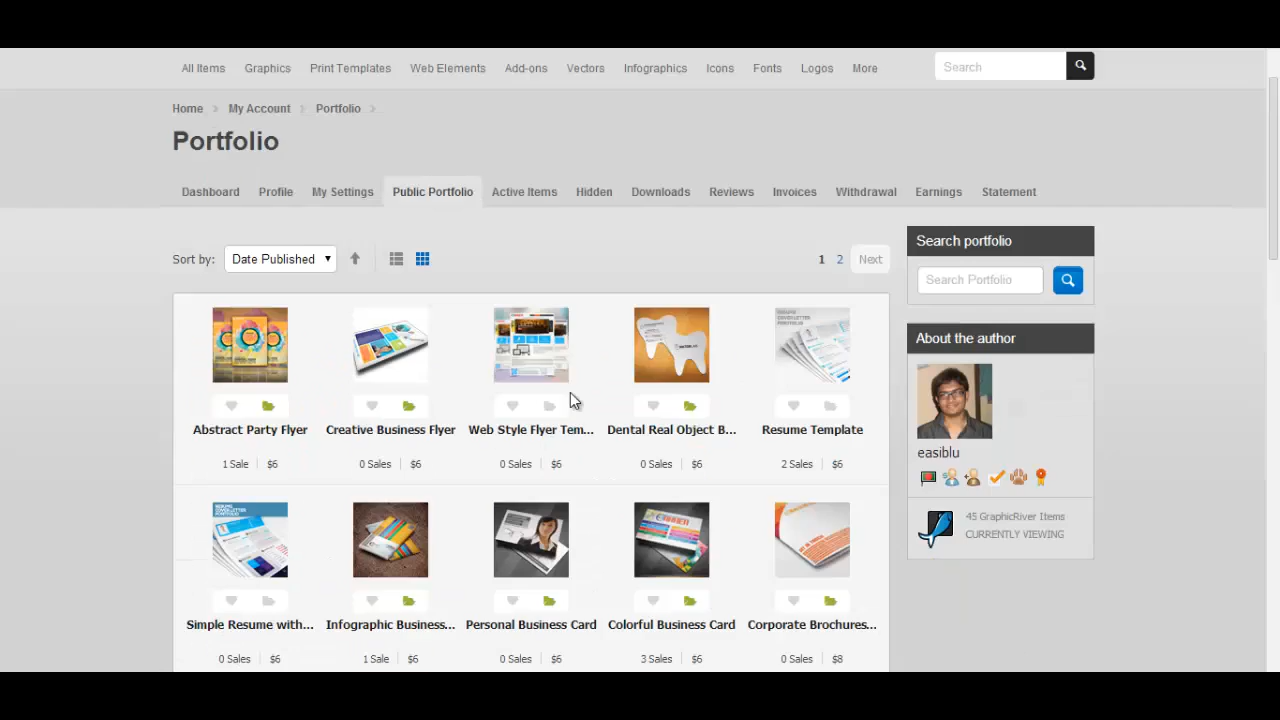 All Items Graphics Print Templates Web Elements Add-ons Vectors Infographics Icons Fonts Logos More Search
Home My Account Portfolio
Portfolio
Dashboard Profile My Settings Public Portfolio Active Items Hidden Downloads Reviews Invoices Withdrawal Earnings Statement
Sort by: Date Published 1 2 Next
Search portfolio
Search Portfolio
Abstract Party Flyer Creative Business Flyer Web Style Flyer Tem... Dental Real Object B... Resume Template
1 Sale $6 0 Sales $6 0 Sales $6 0 Sales $6 2 Sales $6
About the author
easiblu
45 GraphicRiver Items
CURRENTLY VIEWING
Simple Resume with... Infographic Business... Personal Business Card Colorful Business Card Corporate Brochures...
0 Sales $6 1 Sale $6 0 Sales $6 3 Sales $6 0 Sales $8